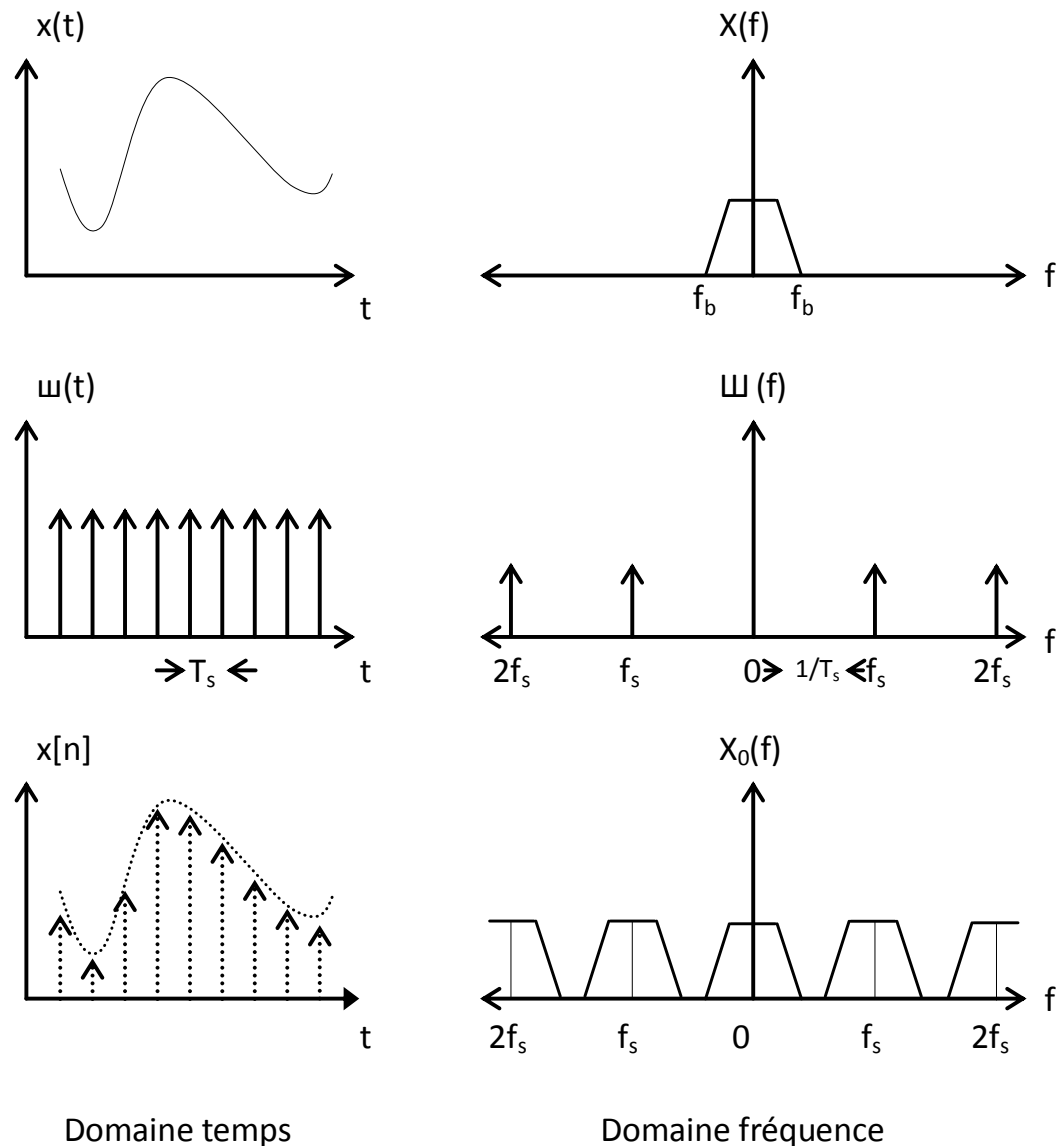 x(t)
X(f)
t
f_b f_b
f
ш(t)
Ш (f)
T_s t
2f_s f_s 0 1/T_s f_s 2f_s
f
x[n]
X₀(f)
t
2f_s f_s 0 f_s 2f_s
f
Domaine temps
Domaine fréquence